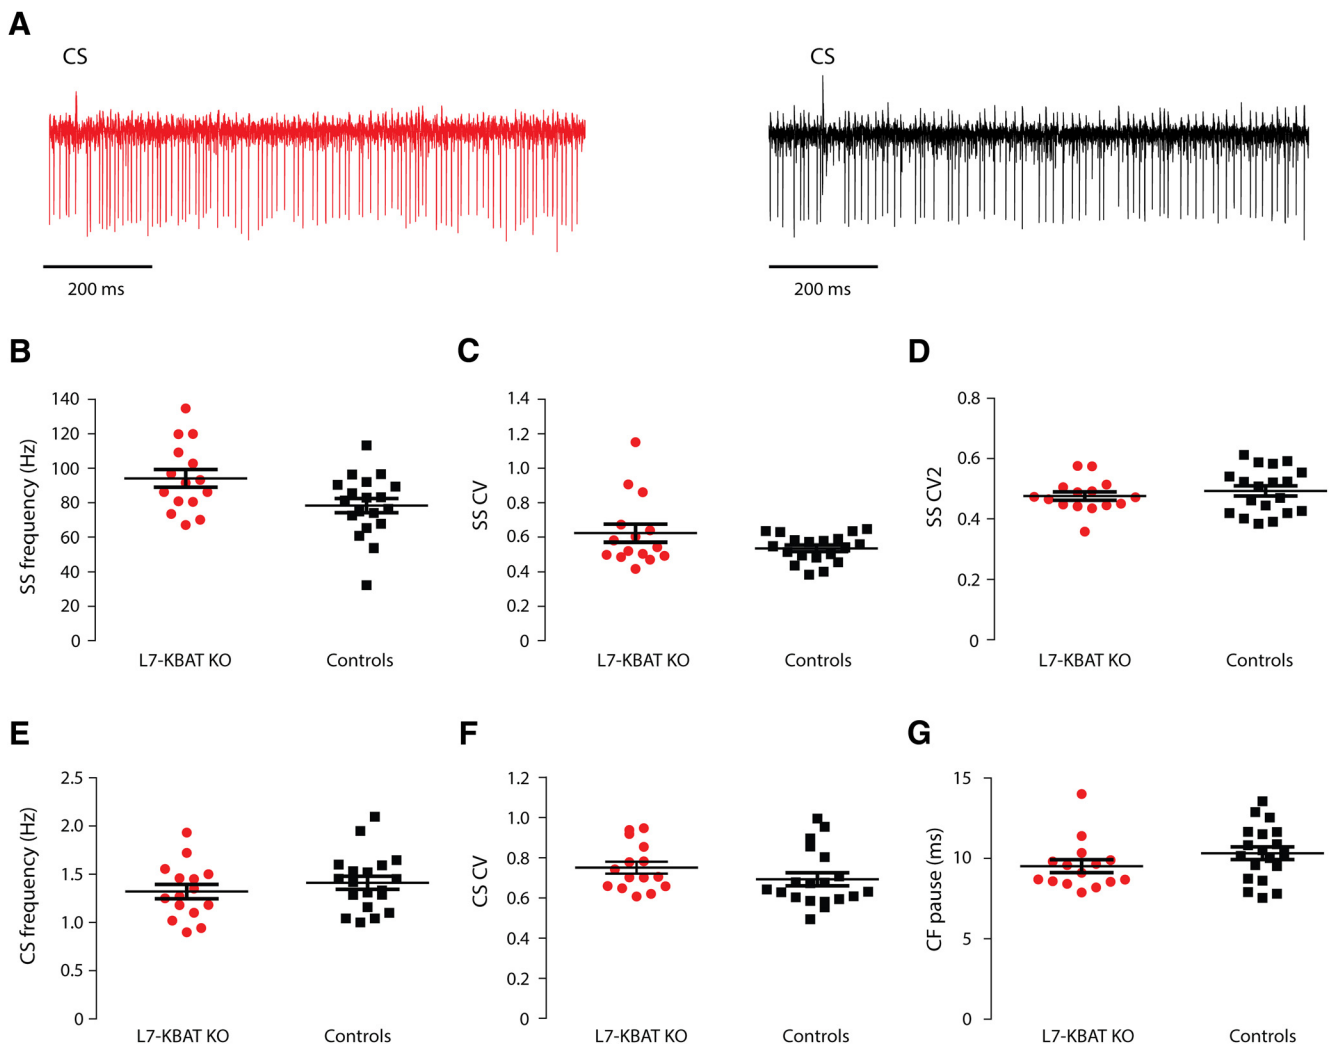 A
CS
CS
200 ms
200 ms
B
C
D
SS frequency (Hz)
140
120
100
80
60
40
20
0
L7-KBAT KO
Controls
SS CV
1.4
1.2
1.0
0.8
0.6
0.4
0.2
0
L7-KBAT KO
Controls
SS CV2
0.8
0.6
0.4
0.2
0
L7-KBAT KO
Controls
E
F
G
CS frequency (Hz)
2.5
2.0
1.5
1.0
0.5
0
L7-KBAT KO
Controls
CS CV
1.2
1.0
0.8
0.6
0.4
0.2
0
L7-KBAT KO
Controls
CF pause (ms)
15
10
5
0
L7-KBAT KO
Controls